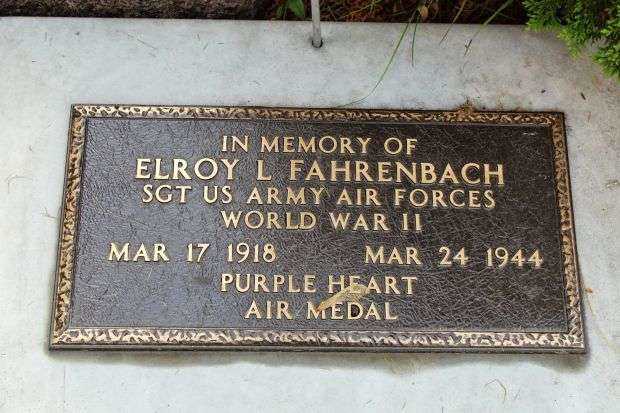 IN MEMORY OF
ELROY L FAHRENBACH
SGT US ARMY AIR FORCES
WORLD WAR II
MAR 17 1918 MAR 24 1944
PURPLE HEART
AIR MEDAL